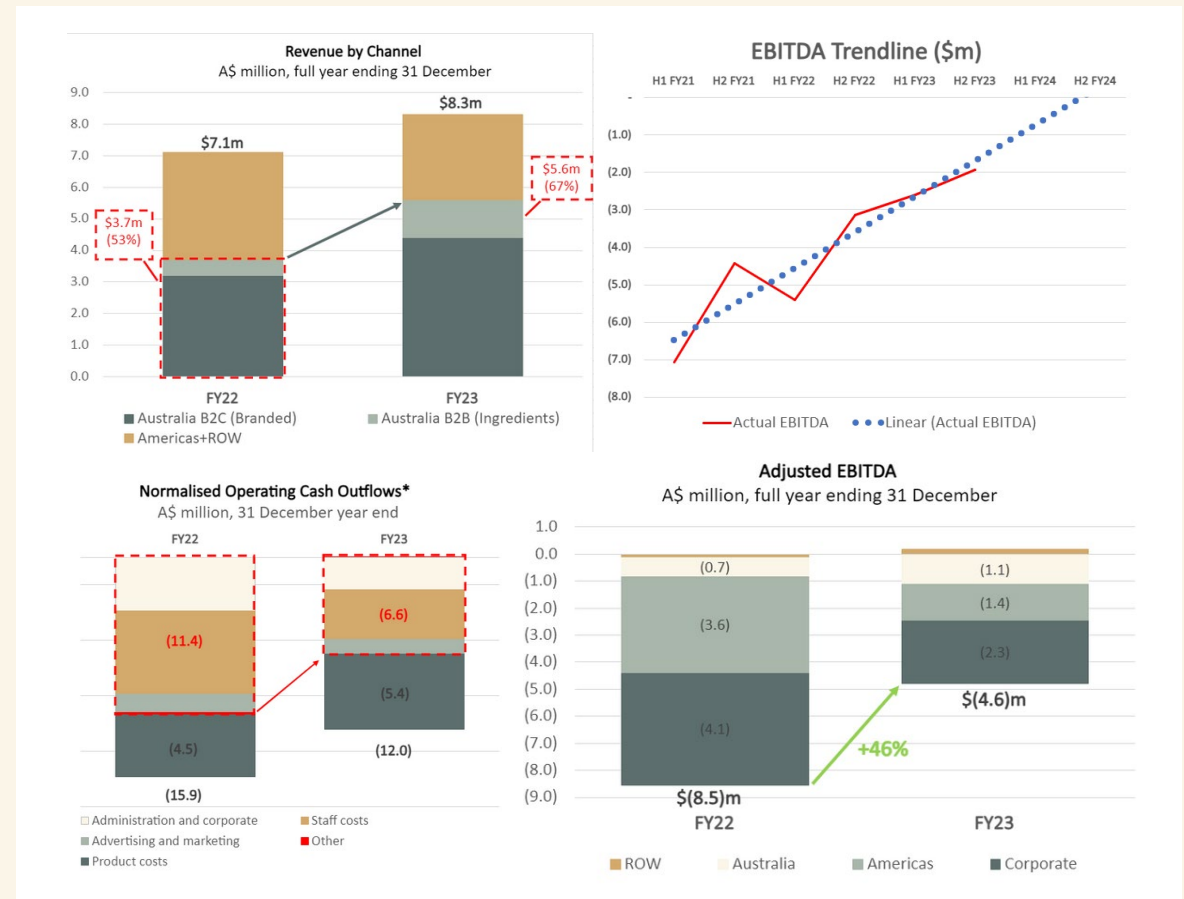 Revenue by Channel
A$ million, full year ending 31 December
9.0
8.0
7.0
6.0
5.0
4.0
3.0
2.0
1.0
0.0
$7.1m
$8.3m
$3.7m
(53%)
$5.6m
(67%)
FY22
FY23
Australia B2C (Branded)
Australia B2B (Ingredients)
Americas+ROW
EBITDA Trendline ($m)
H1 FY21 H2 FY21 H1 FY22 H2 FY22 H1 FY23 H2 FY23 H1 FY24 H2 FY24
-
(1.0)
(2.0)
(3.0)
(4.0)
(5.0)
(6.0)
(7.0)
(8.0)
Actual EBITDA
Linear (Actual EBITDA)
Normalised Operating Cash Outflows*
A$ million, 31 December year end
FY22
FY23
(11.4)
(6.6)
(4.5)
(5.4)
(15.9)
(12.0)
Administration and corporate
Staff costs
Advertising and marketing
Other
Product costs
Adjusted EBITDA
A$ million, full year ending 31 December
1.0
0.0
(1.0)
(2.0)
(3.0)
(4.0)
(5.0)
(6.0)
(7.0)
(8.0)
(9.0)
(0.7)
(3.6)
(4.1)
(1.1)
(1.4)
(2.3)
$(8.5)m
$(4.6)m
+46%
FY22
FY23
ROW
Australia
Americas
Corporate